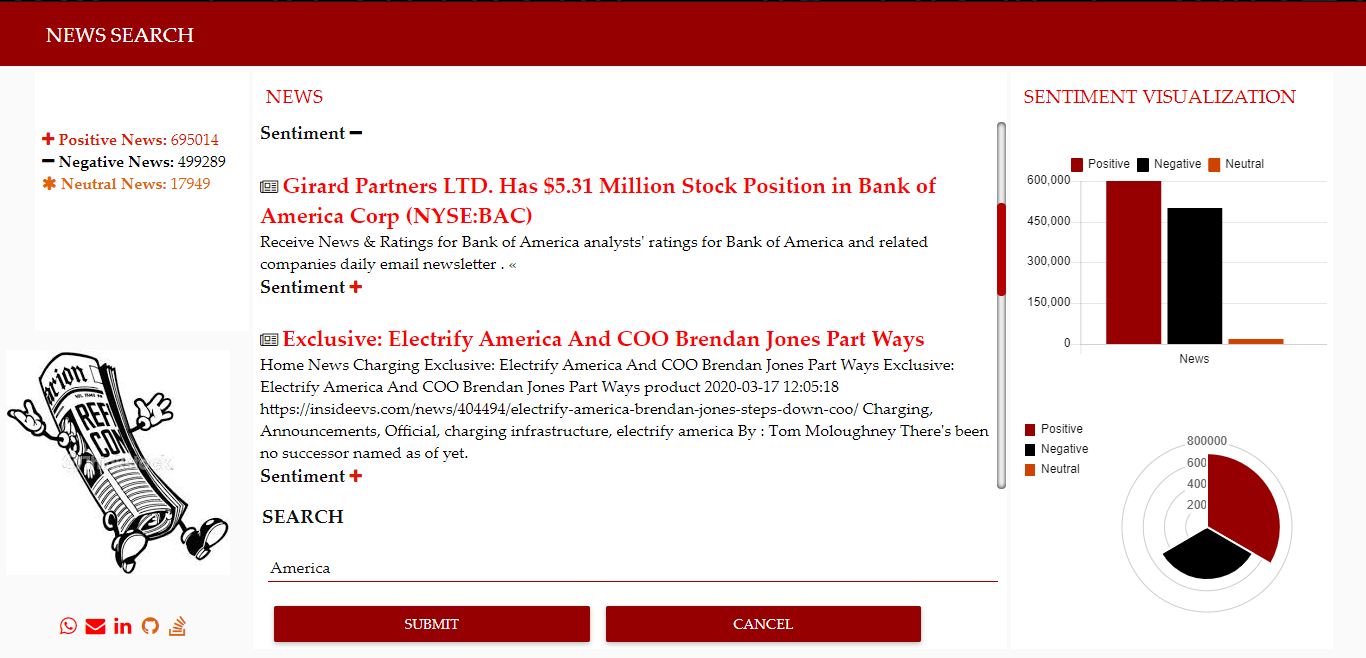 NEWS SEARCH
Positive News: 695014
Negative News: 499289
Neutral News: 17949
NEWS
Sentiment
Girard Partners LTD. Has $5.31 Million Stock Position in Bank of
America Corp (NYSE:BAC)
Receive News & Ratings for Bank of America analysts' ratings for Bank of America and related
companies daily email newsletter . «
Sentiment
Exclusive: Electrify America And COO Brendan Jones Part Ways
Home News Charging Exclusive: Electrify America And COO Brendan Jones Part Ways Exclusive:
Electrify America And COO Brendan Jones Part Ways product 2020-03-17 12:05:18
https://insideevs.com/news/404494/electrify-america-brendan-jones-steps-down-coo/ Charging,
Announcements, Official, charging infrastructure, electrify america By : Tom Moloughney There's been
no successor named as of yet.
Sentiment
SEARCH
America
SUBMIT
CANCEL
SENTIMENT VISUALIZATION
Positive Negative Neutral
600,000
450,000
300,000
150,000
0
News
Positive
Negative
Neutral
800000
600
400
200
arion
REFI
CON
in